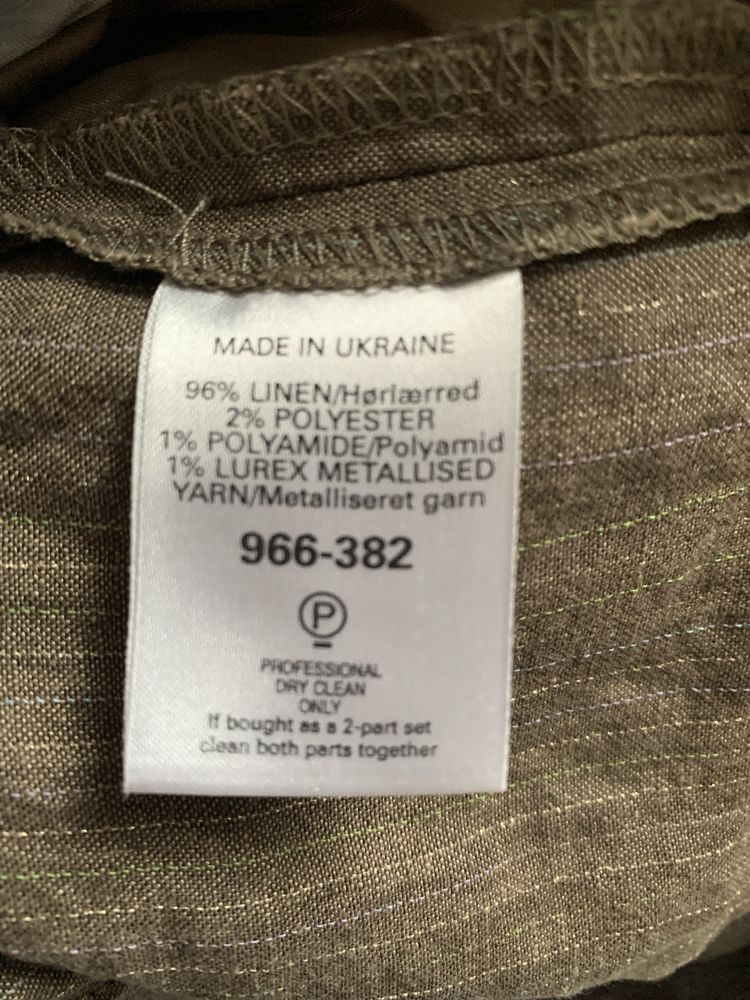 MADE IN UKRAINE
96% LINEN/Hørlærred
2% POLYESTER
1% POLYAMIDE/Polyamid
1% LUREX METALLISED
YARN/Metalliseret garn
966-382
P
PROFESSIONAL
DRY CLEAN
ONLY
If bought as a 2-part set
clean both parts together